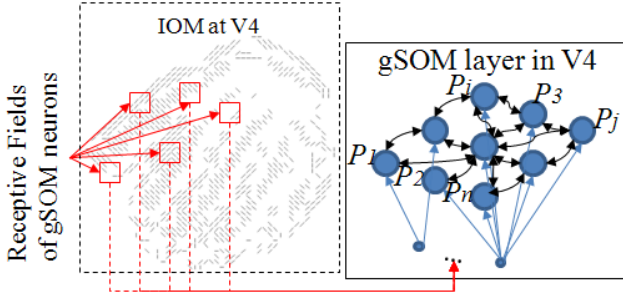 Receptive Fields
of gSOM neurons
IOM at V4
gSOM layer in V4
Pi
P3
Pj
P1
P2
Pn
...